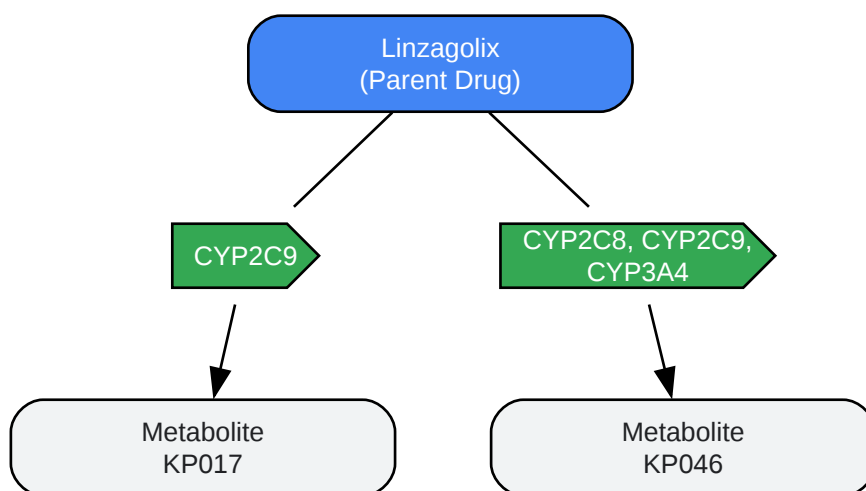 Linzagolix
(Parent Drug)
CYP2C9
CYP2C8, CYP2C9,
CYP3A4
Metabolite
KP017
Metabolite
KP046